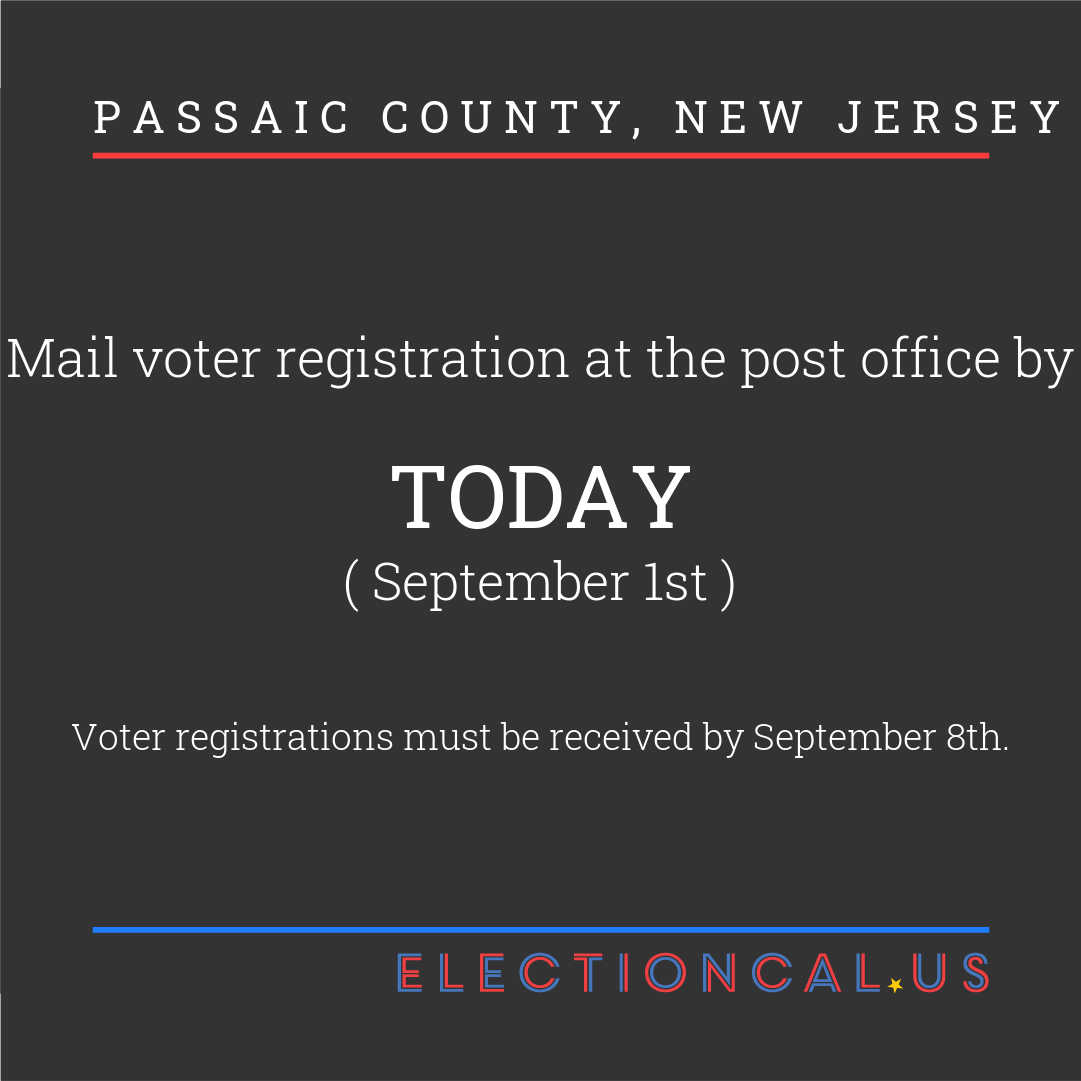 PASSAIC COUNTY, NEW JERSEY
Mail voter registration at the post office by
TODAY
( September 1st )
Voter registrations must be received by September 8th.
ELECTIONCAL.US